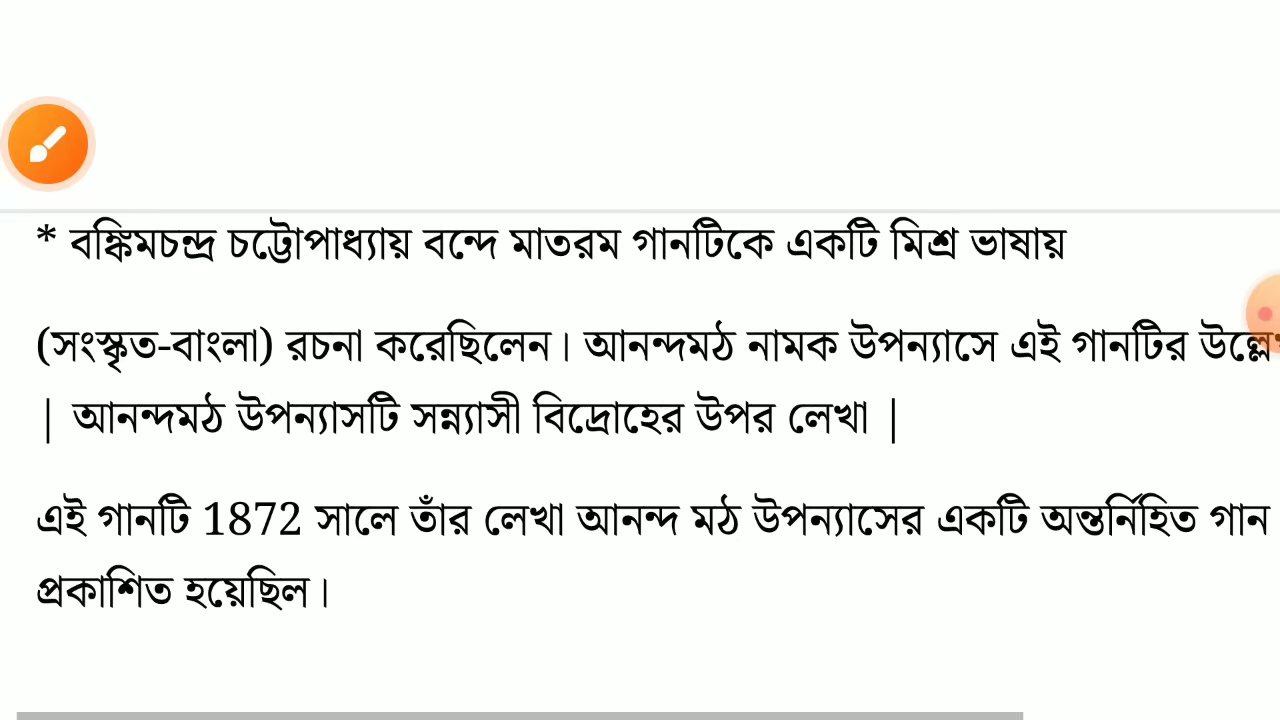 * বঙ্কিমচন্দ্র চট্টোপাধ্যায় বন্দে মাতরম গানটিকে একটি মিশ্র ভাষায়
(সংস্কৃত-বাংলা) রচনা করেছিলেন। আনন্দমঠ নামক উপন্যাসে এই গানটির
| আনন্দমঠ উপন্যাসটি সন্ন্যাসী বিদ্রোহের উপর লেখা |
এই গানটি 1872 সালে তাঁর লেখা আনন্দ মঠ উপন্যাসের একটি অন্তর্নিহিত গান
প্রকাশিত হয়েছিল।